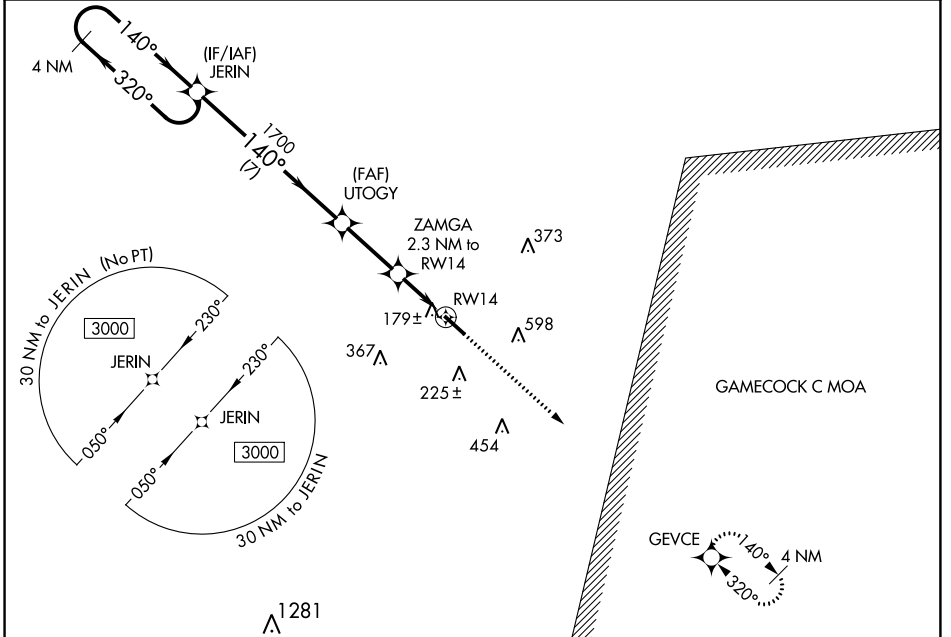 140°
4 NM
320°
(IF/IAF)
JERIN
1700
140°
(7)
(FAF)
UTOGY
ZAMGA
2.3 NM to
RW14
373
RW14
179±
598
367
225±
454
GAMECOCK C MOA
30 NM to JERIN (No PT)
3000
230°
JERIN
050°
230°
JERIN
3000
050°
30 NM to JERIN
GEVCE
140°
4 NM
320°
1281